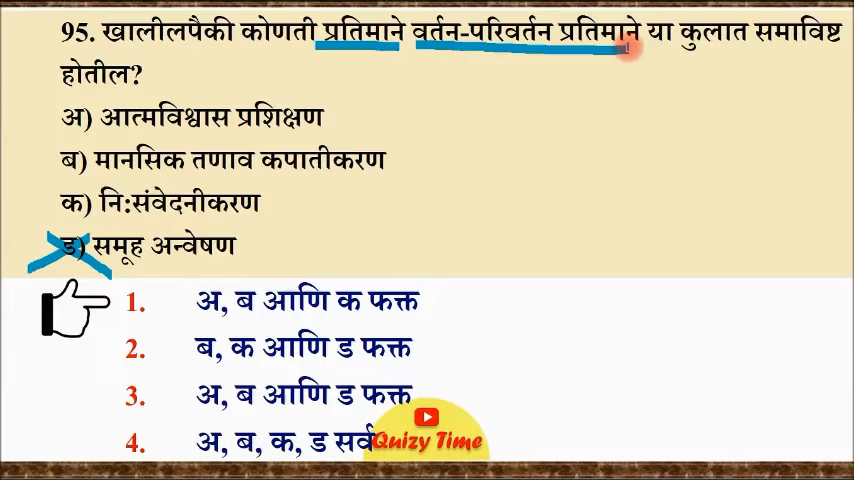 95. खालीलपैकी कोणती प्रतिमाने वर्तन-परिवर्तन प्रतिमाने या कुलात समाविष्ट
होतील?
अ) आत्मविश्वास प्रशिक्षण
ब) मानसिक तणाव कपातीकरण
क) नि:संवेदनीकरण
ड) समूह अन्वेषण
1. अ, ब आणि क फक्त
2. ब, क आणि ड फक्त
3. अ, ब आणि ड फक्त
4. अ, ब, क, ड सर्व
Quizy Time